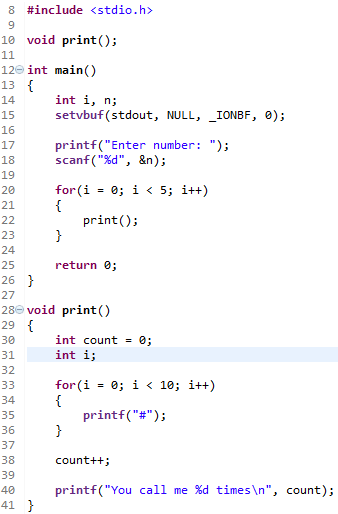 8 #include <stdio.h>
9
10 void print();
11
12 int main()
13 {
14     int i, n;
15     setvbuf(stdout, NULL, _IONBF, 0);
16
17     printf("Enter number: ");
18     scanf("%d", &n);
19
20     for(i = 0; i < 5; i++)
21     {
22         print();
23     }
24
25     return 0;
26 }
27
28 void print()
29 {
30     int count = 0;
31     int i;
32
33     for(i = 0; i < 10; i++)
34     {
35         printf("#");
36     }
37
38     count++;
39
40     printf("You call me %d times\n", count);
41 }